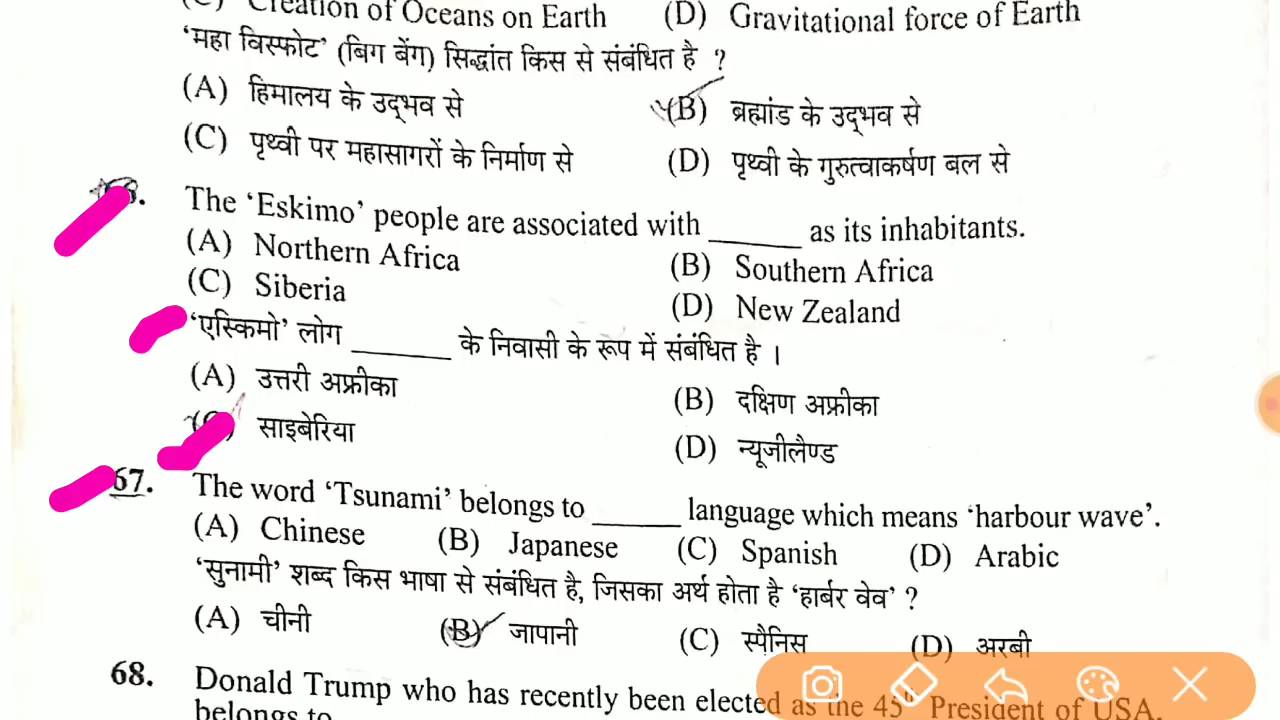 (C) Creation of Oceans on Earth (D) Gravitational force of Earth
'महा विस्फोट' (बिग बेंग) सिद्धांत किस से संबंधित है ?
(A) हिमालय के उद्‌भव से (B) ब्रह्मांड के उद्‌भव से
(C) पृथ्वी पर महासागरों के निर्माण से (D) पृथ्वी के गुरुत्वाकर्षण बल से
The 'Eskimo' people are associated with ______ as its inhabitants.
(A) Northern Africa (B) Southern Africa
(C) Siberia (D) New Zealand
'एस्किमो' लोग ______ के निवासी के रूप में संबंधित है ।
(A) उत्तरी अफ्रीका (B) दक्षिण अफ्रीका
(C) साइबेरिया (D) न्यूजीलैण्ड
67. The word 'Tsunami' belongs to ______ language which means 'harbour wave'.
(A) Chinese (B) Japanese (C) Spanish (D) Arabic
'सुनामी' शब्द किस भाषा से संबंधित है, जिसका अर्थ होता है 'हार्बर वेव' ?
(A) चीनी (B) जापानी (C) स्पैनिस (D) अरबी
68. Donald Trump who has recently been elected as the 45th President of USA,
belongs to